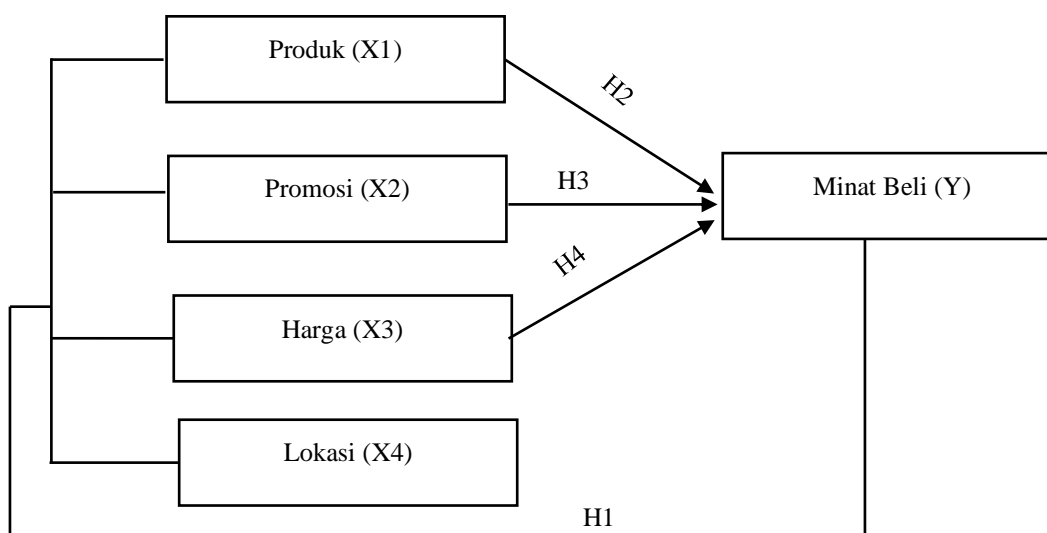 Produk (X1)
H2
Promosi (X2)
H3
Minat Beli (Y)
H4
Harga (X3)
Lokasi (X4)
H1